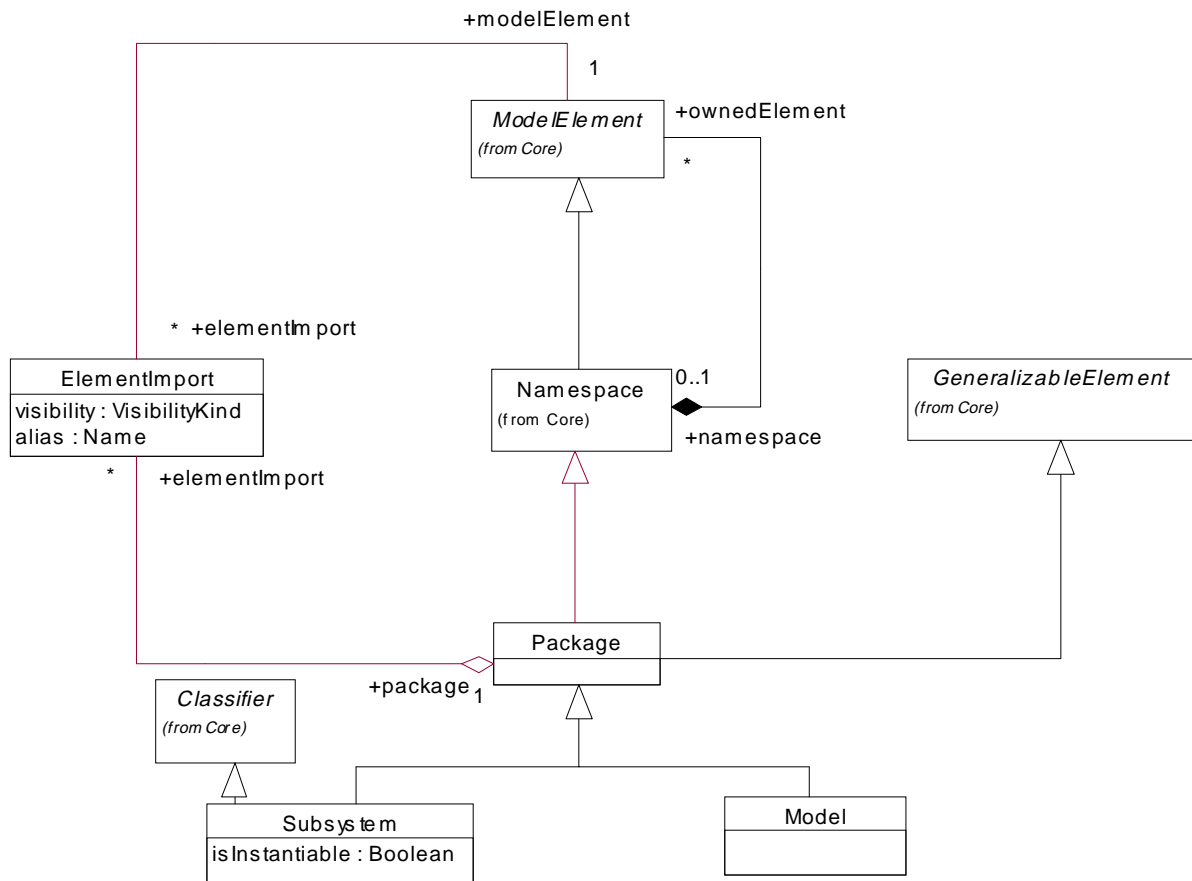 +modelElement
1
ModelElement
(from Core)
+ownedElement
*
* +elementImport
ElementImport
visibility : VisibilityKind
alias : Name
*
+elementImport
Namespace
(from Core)
0..1
+namespace
GeneralizableElement
(from Core)
Package
+package
1
Classifier
(from Core)
Subsystem
isInstantiable : Boolean
Model